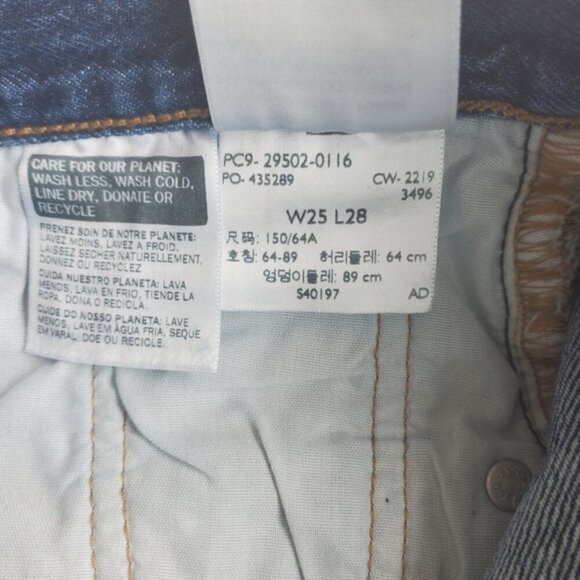 CARE FOR OUR PLANET:
WASH LESS, WASH COLD,
LINE DRY, DONATE OR
RECYCLE
PRENEZ SOIN DE NOTRE PLANETE:
LAVEZ MOINS, LAVEZ A FROID,
LAISSEZ SECHER NATURELLEMENT,
DONNEZ OU RECYCLEZ
CUIDA NUESTRO PLANETA: LAVA
MENOS, LAVA EN FRIO, TIENDE LA
ROPA, DONA O RECICLA.
CUIDE DO NOSSO PLANETA: LAVE
MENOS, LAVE EM ÁGUA FRIA, SEQUE
EM VARAL, DOE OU RECICLE.
PC9- 29502-0116
PO- 435289 CW- 2219
3496
W25 L28
尺码: 150/64A
호칭: 64-89 허리둘레: 64 cm
엉덩이둘레: 89 cm
S40197 AD